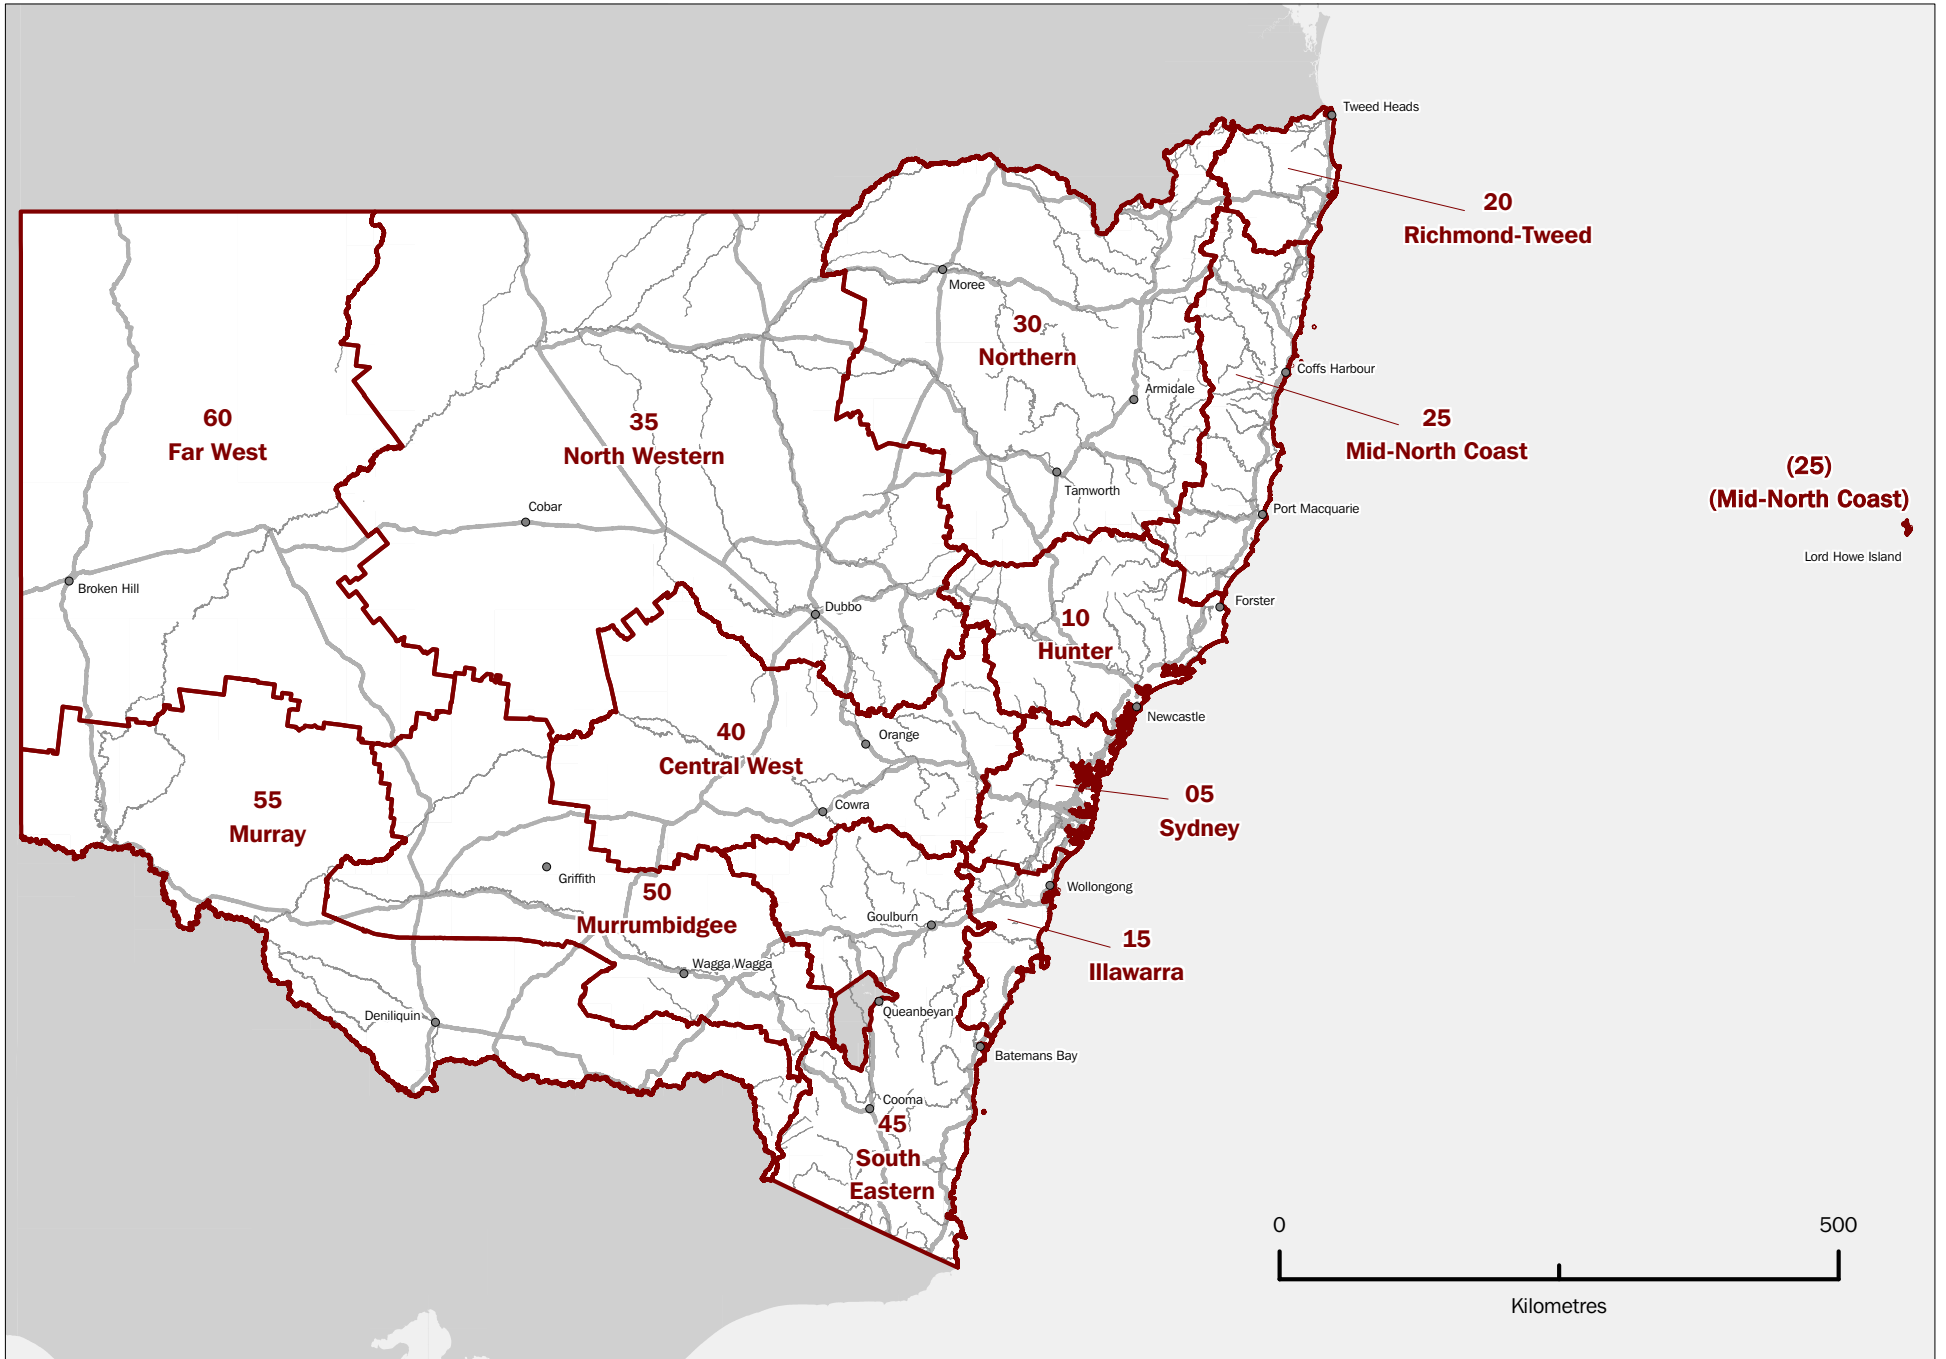 Tweed Heads
20
Richmond-Tweed
Moree
30
Northern
Coffs Harbour
Armidale
60
Far West
35
North Western
25
Mid-North Coast
(25)
(Mid-North Coast)
Tamworth
Cobar
Port Macquarie
Lord Howe Island
Broken Hill
Dubbo
Forster
10
Hunter
Newcastle
40
Central West
Orange
55
Murray
Cowra
05
Sydney
Griffith
50
Murrumbidgee
Wollongong
Goulburn
15
Illawarra
Wagga Wagga
Deniliquin
Queanbeyan
Batemans Bay
Cooma
45
South
Eastern
0
500
Kilometres